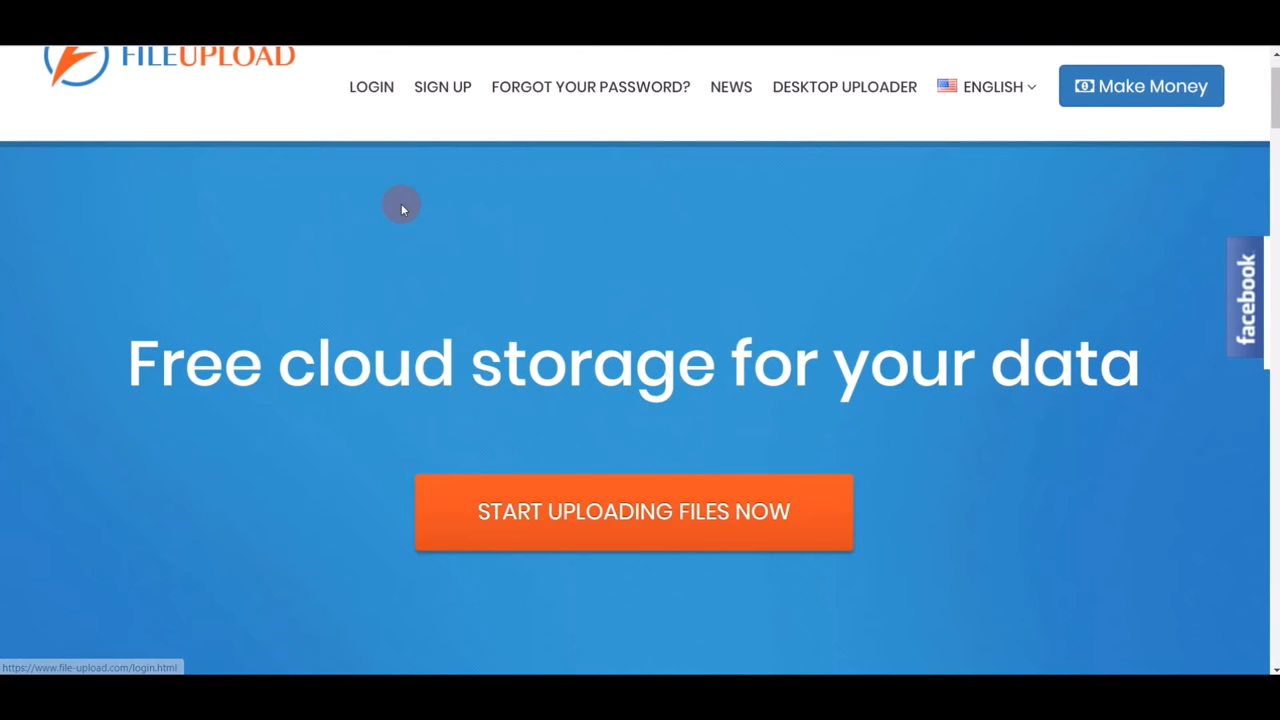 FILEUPLOAD
LOGIN SIGN UP FORGOT YOUR PASSWORD? NEWS DESKTOP UPLOADER ENGLISH Make Money
facebook
Free cloud storage for your data
START UPLOADING FILES NOW
https://www.file-upload.com/login.html